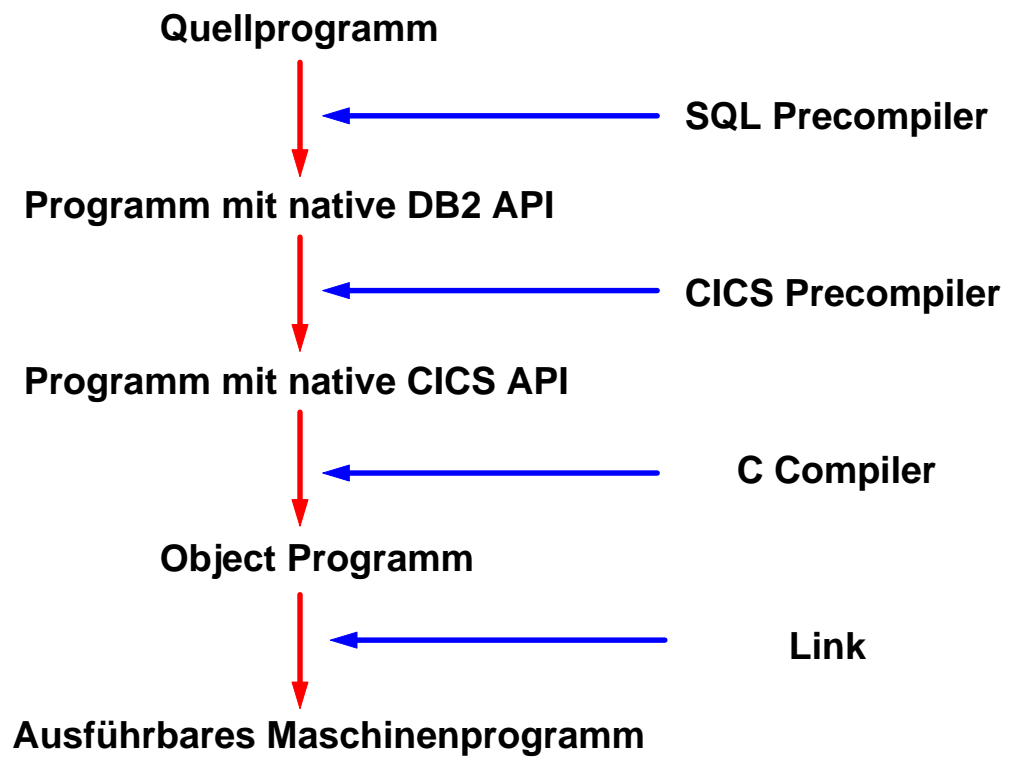 Quellprogramm
SQL Precompiler
Programm mit native DB2 API
CICS Precompiler
Programm mit native CICS API
C Compiler
Object Programm
Link
Ausführbares Maschinenprogramm